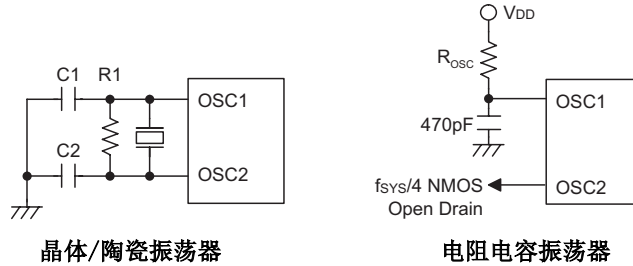 C1 R1
OSC1
C2
OSC2
晶体/陶瓷振荡器
VDD
ROSC
OSC1
470pF
fSYS/4 NMOS
Open Drain
OSC2
电阻电容振荡器